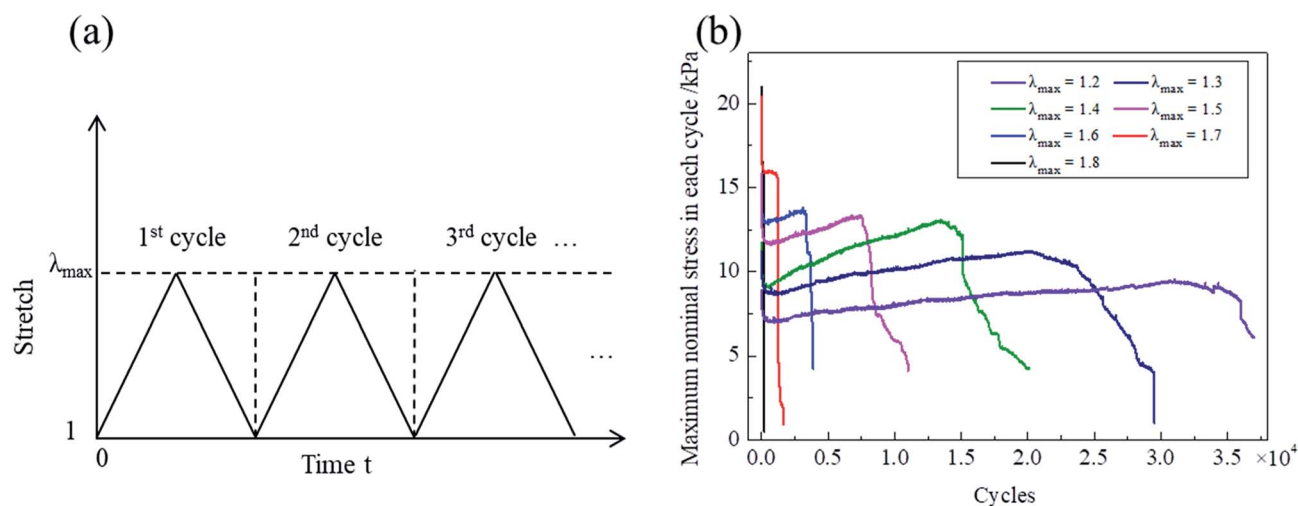 (a)
Stretch
λmax
1
0
1st cycle 2nd cycle 3rd cycle …
…
Time t
(b)
Maximum nominal stress in each cycle /kPa
20
15
10
5
0
λmax = 1.2 λmax = 1.3
λmax = 1.4 λmax = 1.5
λmax = 1.6 λmax = 1.7
λmax = 1.8
0.0 0.5 1.0 1.5 2.0 2.5 3.0 3.5 ×10⁴
Cycles